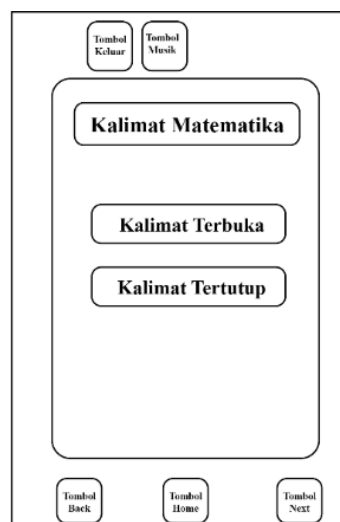 Tombol
Keluar
Tombol
Musik
Kalimat Matematika
Kalimat Terbuka
Kalimat Tertutup
Tombol
Back
Tombol
Home
Tombol
Next